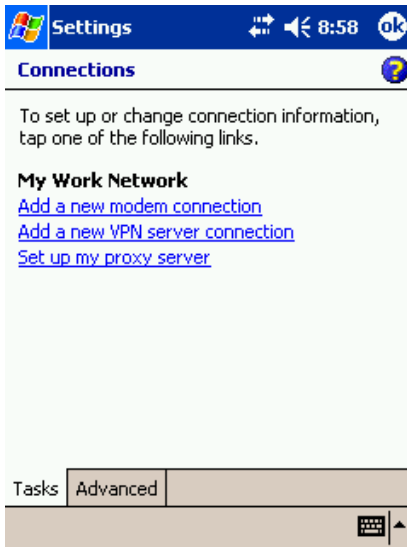 Settings 8:58 ok
Connections ?
To set up or change connection information,
tap one of the following links.
My Work Network
Add a new modem connection
Add a new VPN server connection
Set up my proxy server
Tasks Advanced